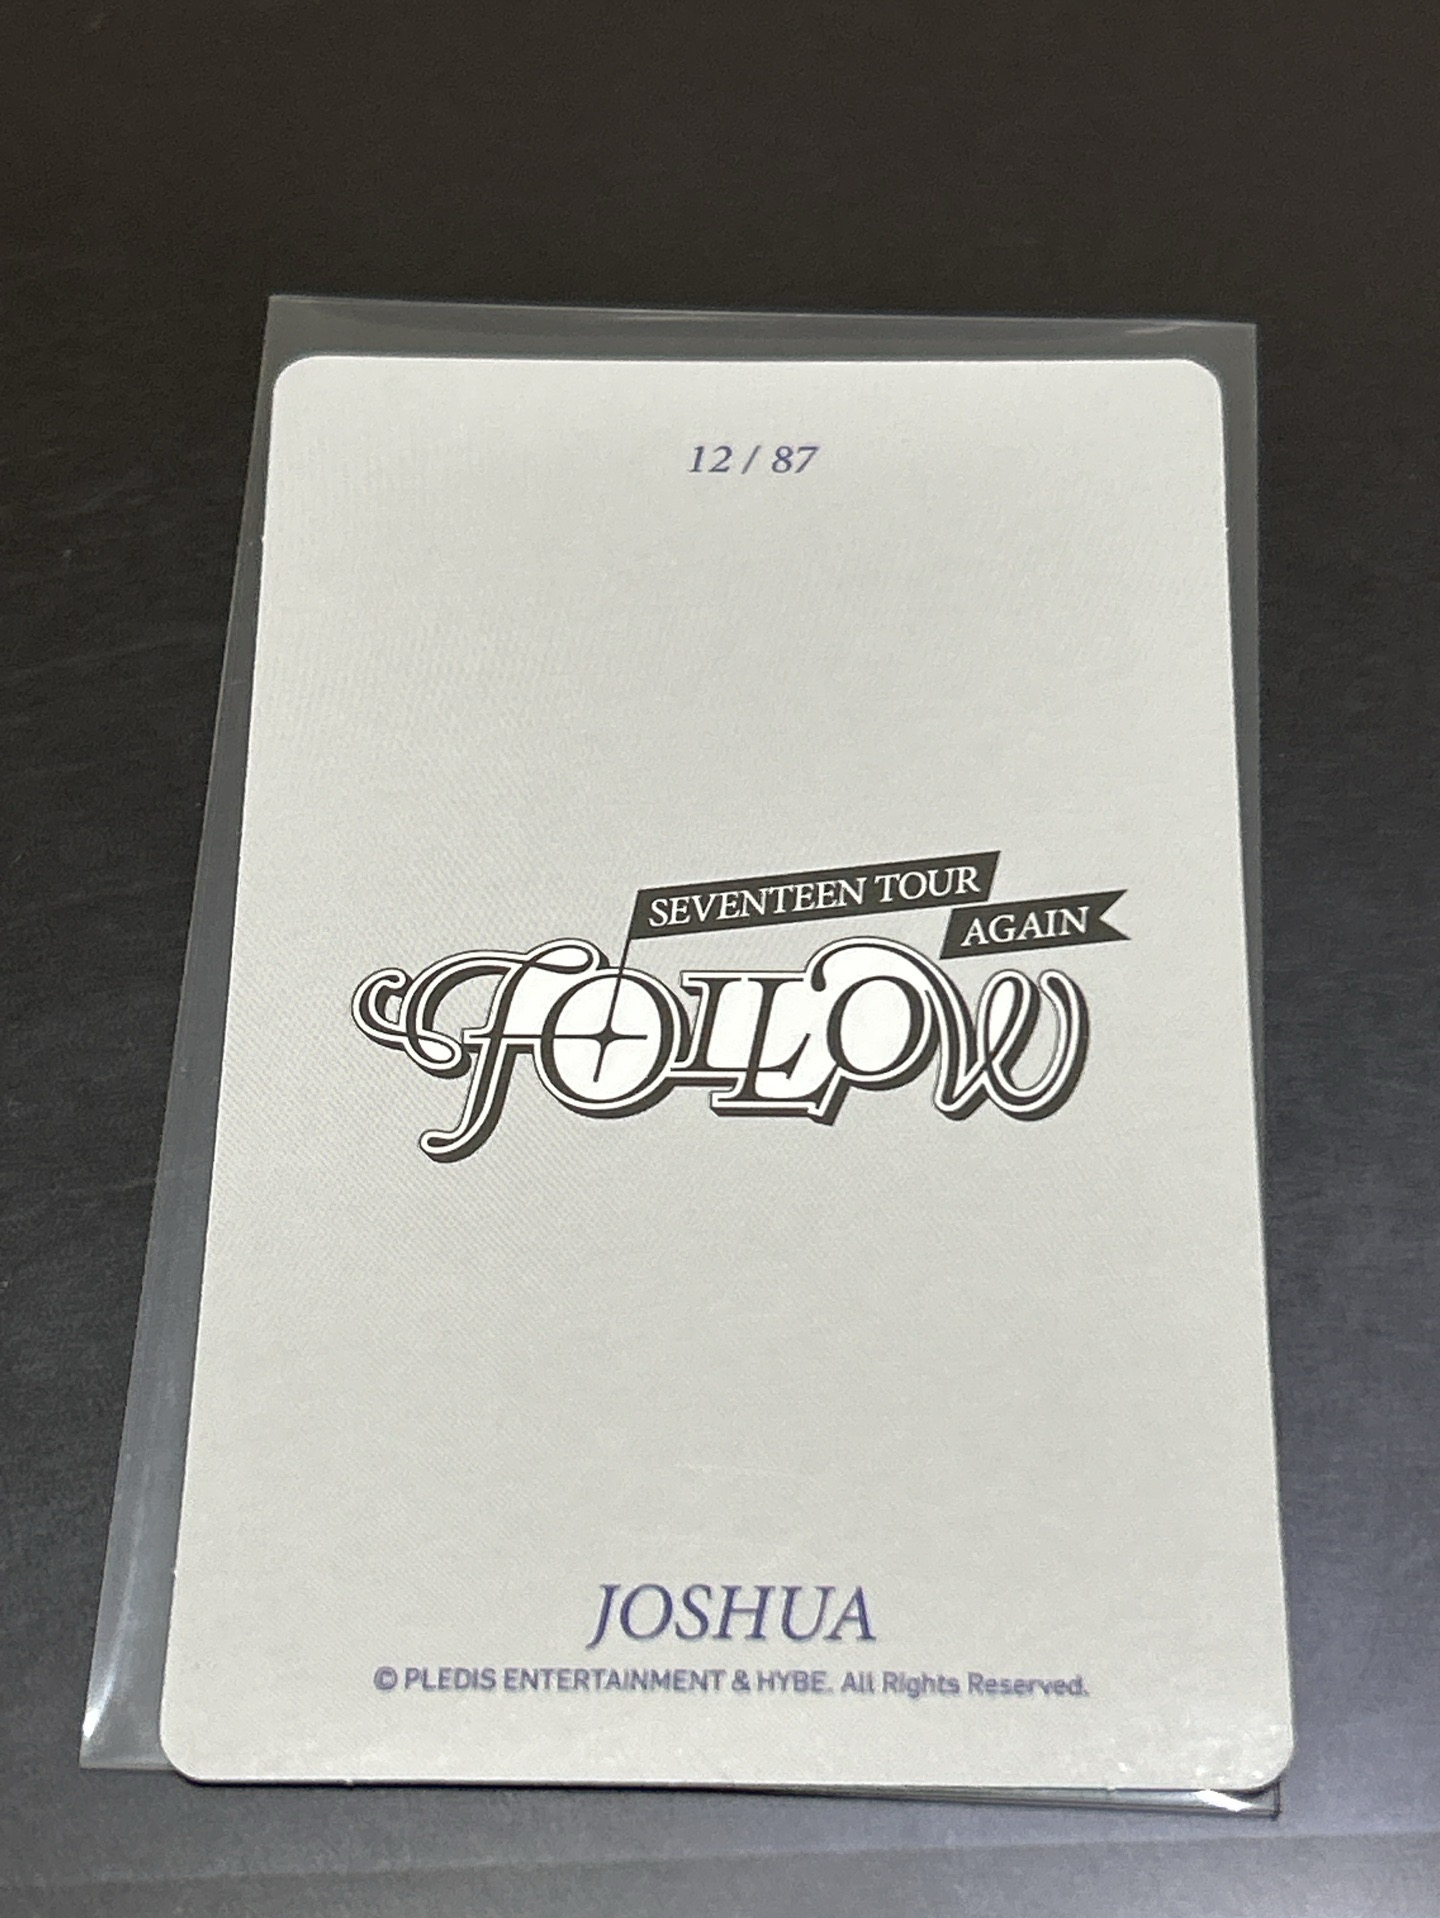 12 / 87
SEVENTEEN TOUR
AGAIN
FOLLOW
JOSHUA
© PLEDIS ENTERTAINMENT & HYBE. All Rights Reserved.